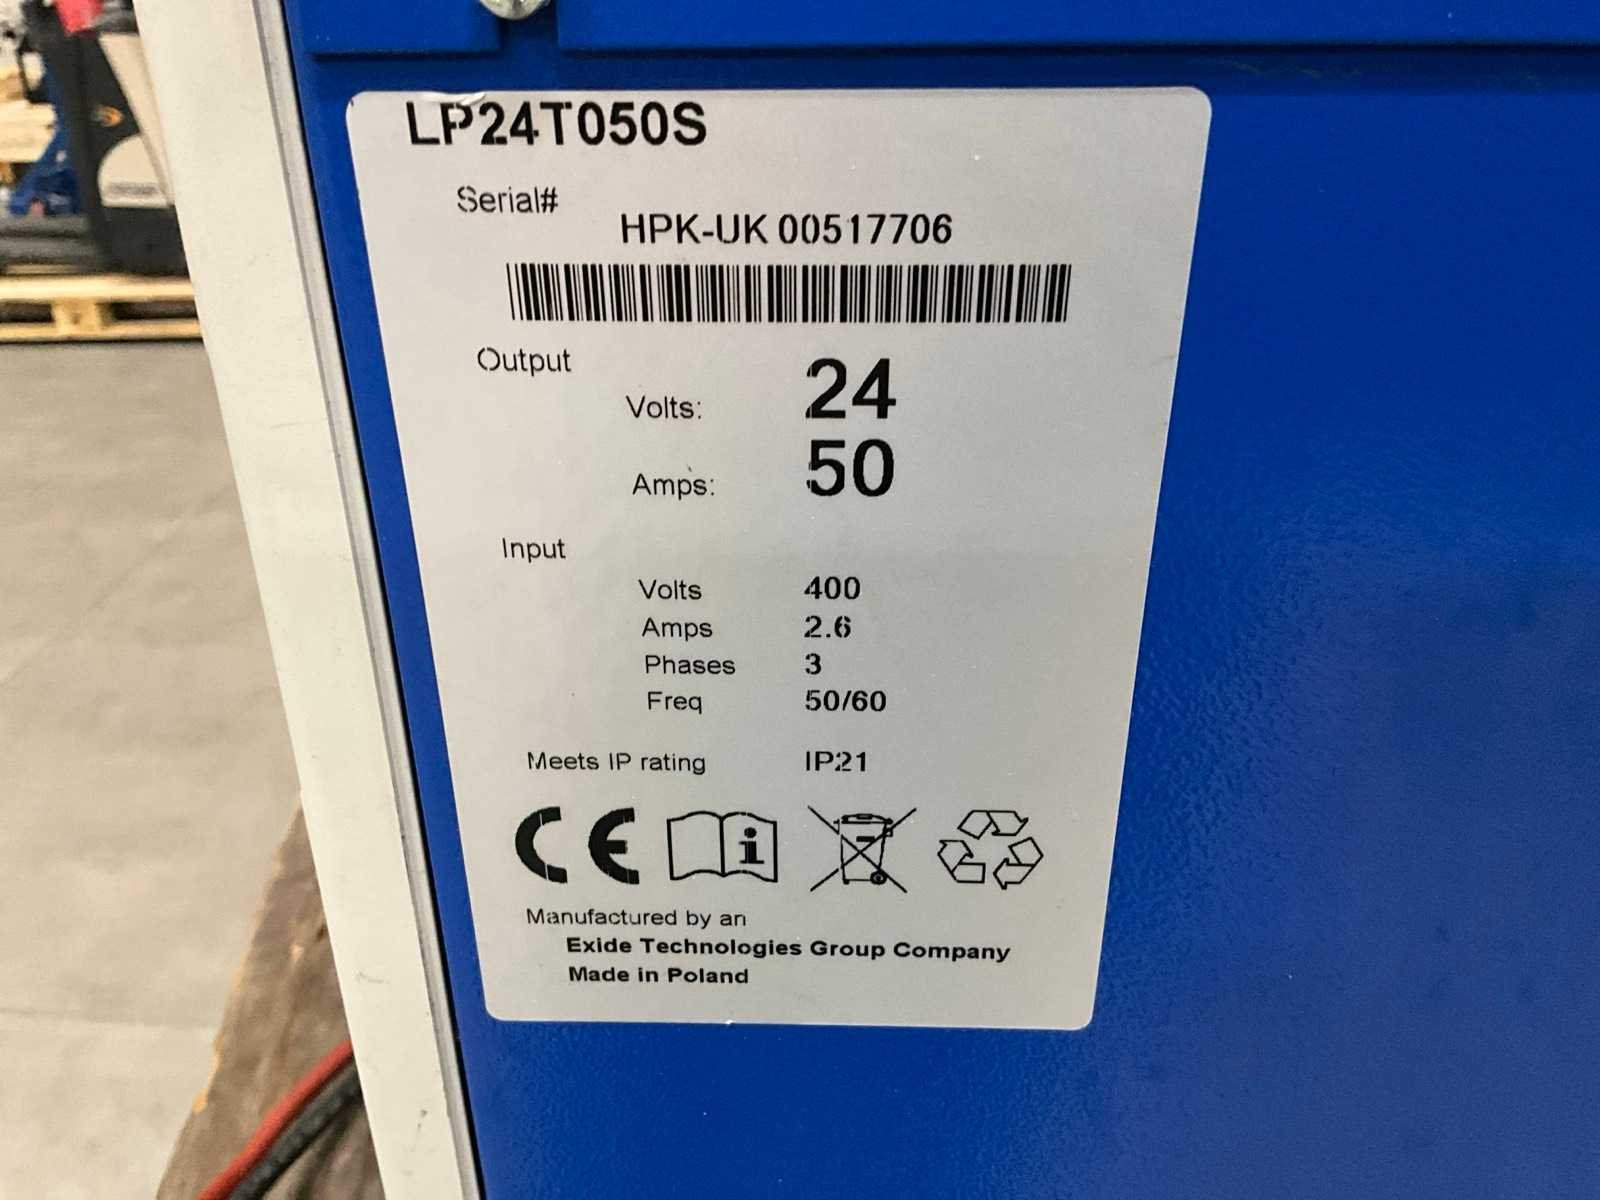 LP24T050S
Serial#
HPK-UK 00517706
Output
Volts: 24
Amps: 50
Input
Volts 400
Amps 2.6
Phases 3
Freq 50/60
Meets IP rating IP21
CE
i
Manufactured by an
Exide Technologies Group Company
Made in Poland